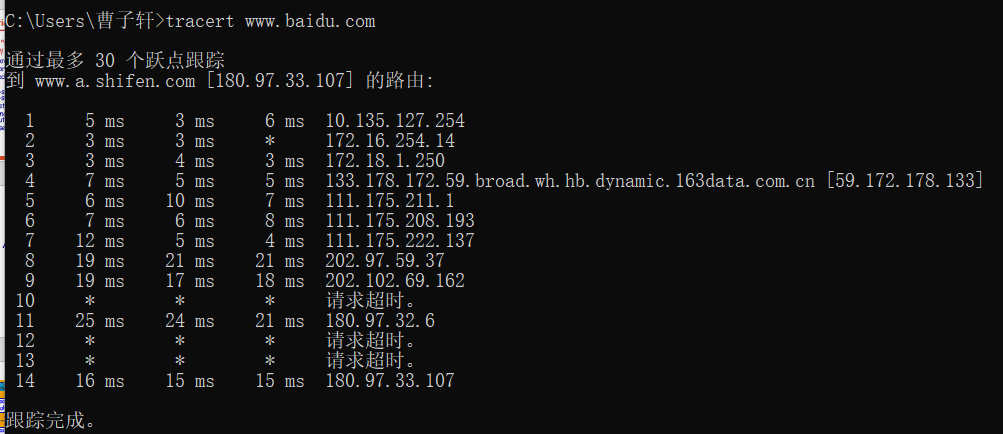 C:\Users\曹子轩>tracert www.baidu.com
通过最多 30 个跃点跟踪
到 www.a.shifen.com [180.97.33.107] 的路由:
1 5 ms 3 ms 6 ms 10.135.127.254
2 3 ms 3 ms * 172.16.254.14
3 3 ms 4 ms 3 ms 172.18.1.250
4 7 ms 5 ms 5 ms 133.178.172.59.broad.wh.hb.dynamic.163data.com.cn [59.172.178.133]
5 6 ms 10 ms 7 ms 111.175.211.1
6 7 ms 6 ms 8 ms 111.175.208.193
7 12 ms 5 ms 4 ms 111.175.222.137
8 19 ms 21 ms 21 ms 202.97.59.37
9 19 ms 17 ms 18 ms 202.102.69.162
10 * * * 请求超时。
11 25 ms 24 ms 21 ms 180.97.32.6
12 * * * 请求超时。
13 * * * 请求超时。
14 16 ms 15 ms 15 ms 180.97.33.107
跟踪完成。